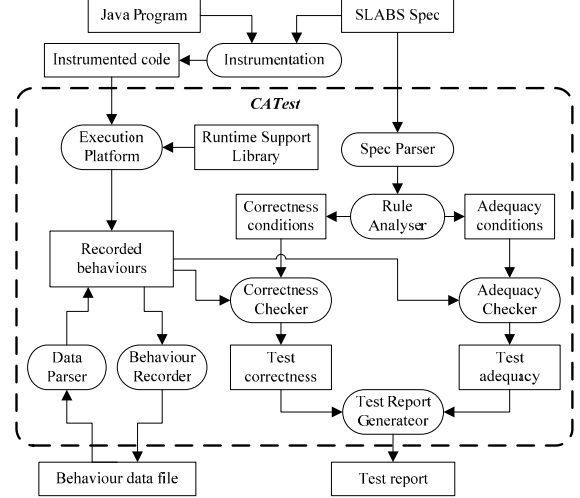 Java Program
SLABS Spec
Instrumented code
Instrumentation
CATest
Execution
Platform
Runtime Support
Library
Spec Parser
Correctness
conditions
Rule
Analyser
Adequacy
conditions
Recorded
behaviours
Correctness
Checker
Adequacy
Checker
Data
Parser
Behaviour
Recorder
Test
correctness
Test
adequacy
Test Report
Generateor
Behaviour data file
Test report